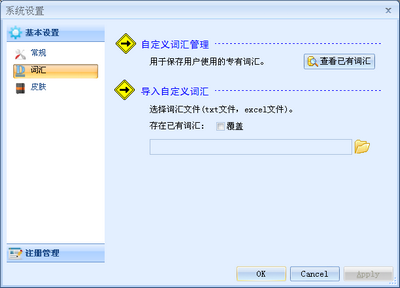 系统设置
基本设置
常规
词汇
皮肤
自定义词汇管理
用于保存用户使用的专有词汇。
查看已有词汇
导入自定义词汇
选择词汇文件(txt文件，excel文件)。
存在已有词汇：
覆盖
注册管理
OK
Cancel
Apply